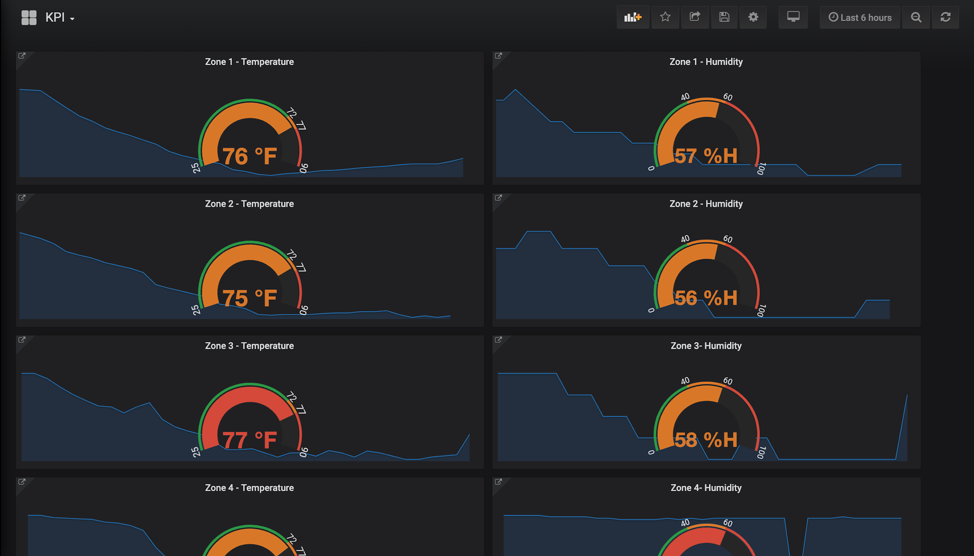 KPI
Last 6 hours
Zone 1 - Temperature
25
72
77
90
76 °F
Zone 1 - Humidity
0
40
60
100
57 %H
Zone 2 - Temperature
25
72
77
90
75 °F
Zone 2 - Humidity
0
40
60
100
56 %H
Zone 3 - Temperature
25
72
77
90
77 °F
Zone 3- Humidity
0
40
60
100
58 %H
Zone 4 - Temperature
72
77
Zone 4- Humidity
40
60